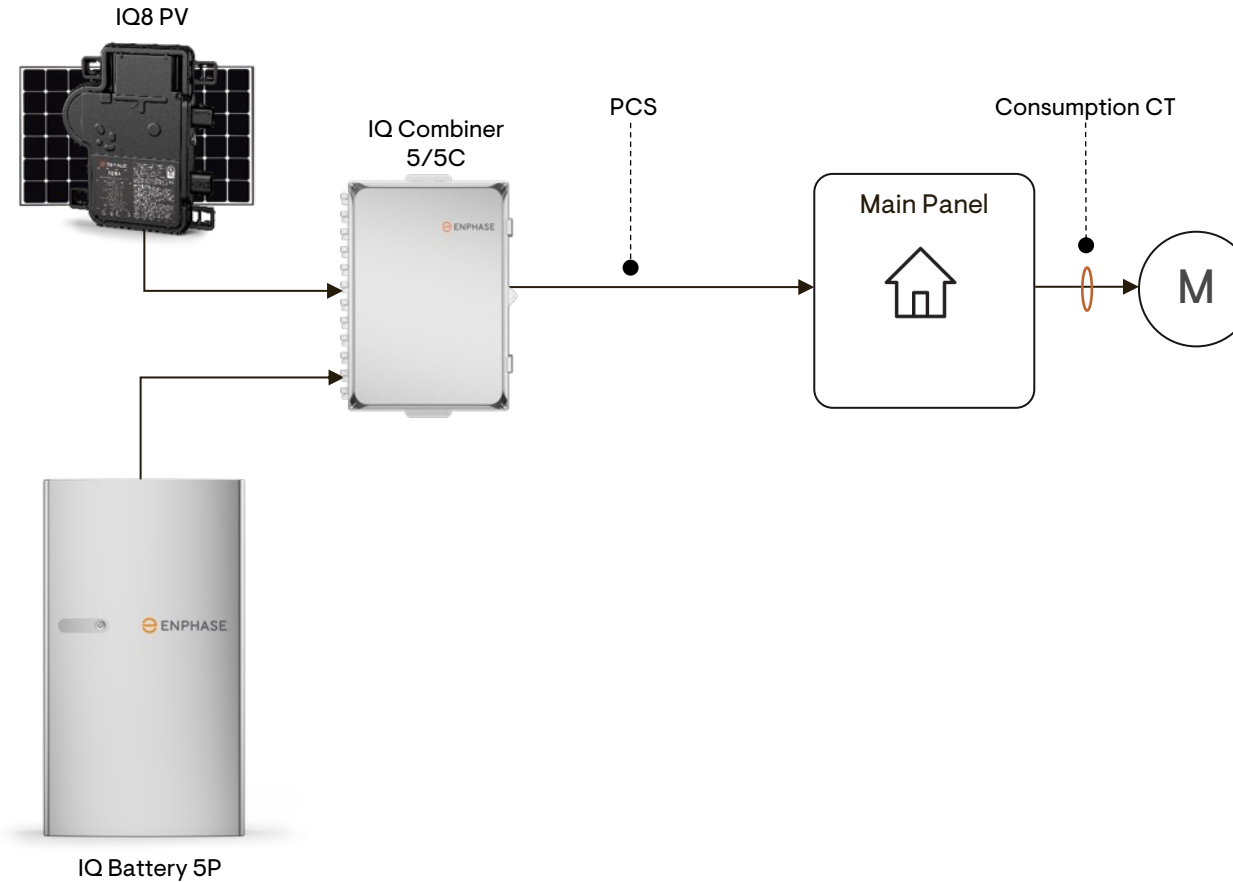 IQ8 PV
IQ Combiner
5/5C
PCS
Consumption CT
ENPHASE
Main Panel
M
ENPHASE
IQ Battery 5P